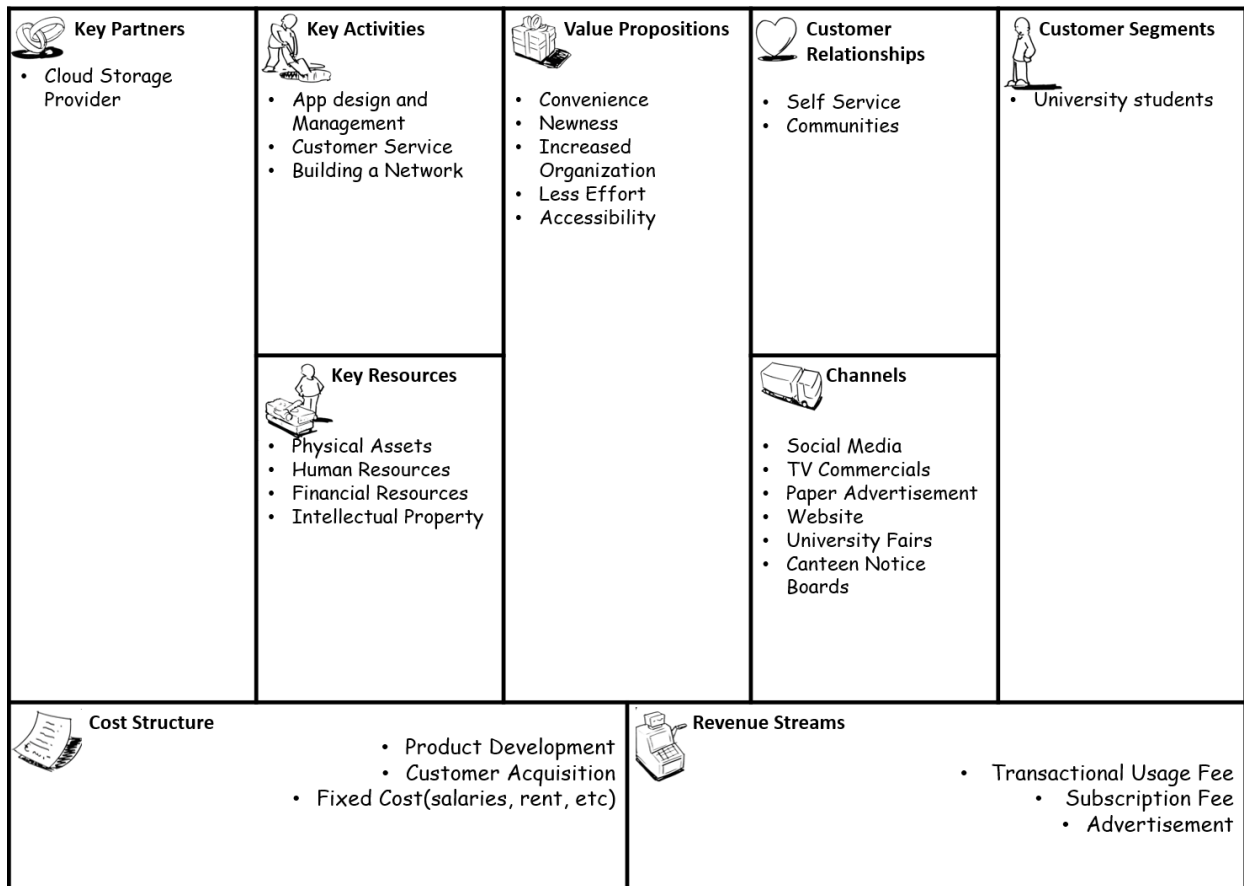 Key Partners
• Cloud Storage
Provider
Key Activities
• App design and
Management
• Customer Service
• Building a Network
Value Propositions
• Convenience
• Newness
• Increased
Organization
• Less Effort
• Accessibility
Customer
Relationships
• Self Service
• Communities
Customer Segments
• University students
Key Resources
• Physical Assets
• Human Resources
• Financial Resources
• Intellectual Property
Channels
• Social Media
• TV Commercials
• Paper Advertisement
• Website
• University Fairs
• Canteen Notice
Boards
Cost Structure
• Product Development
• Customer Acquisition
• Fixed Cost(salaries, rent, etc)
Revenue Streams
• Transactional Usage Fee
• Subscription Fee
• Advertisement